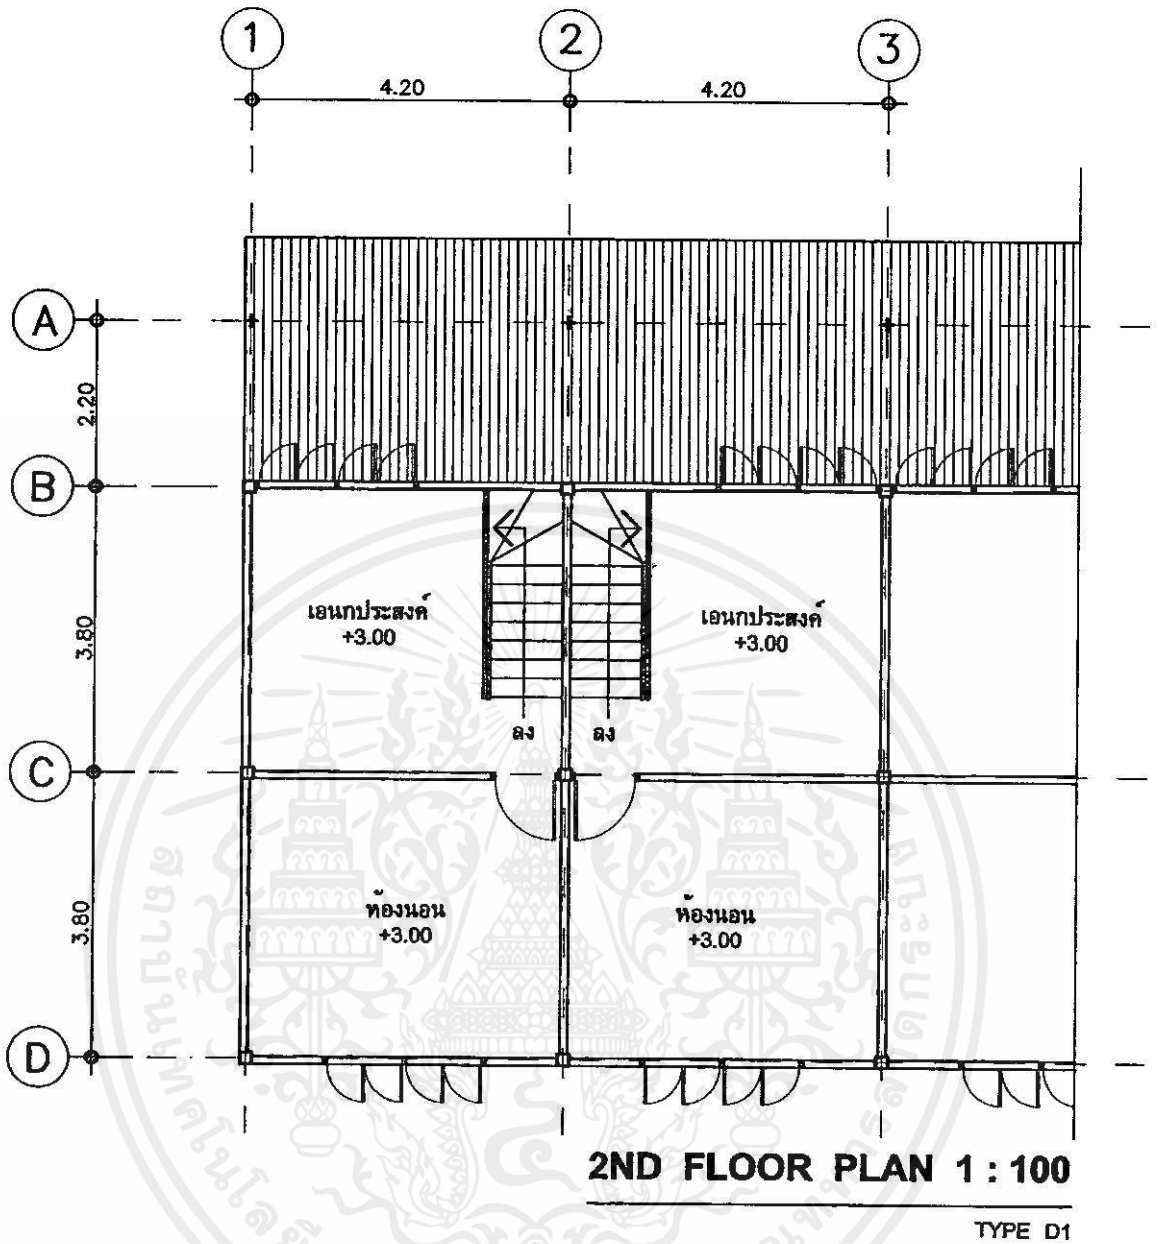 1 2 3
4.20 4.20
A
2.20
B
3.80
เอนกประสงค์
+3.00
เอนกประสงค์
+3.00
ลง ลง
C
3.80
ห้องนอน
+3.00
ห้องนอน
+3.00
D
2ND FLOOR PLAN 1 : 100
TYPE D1